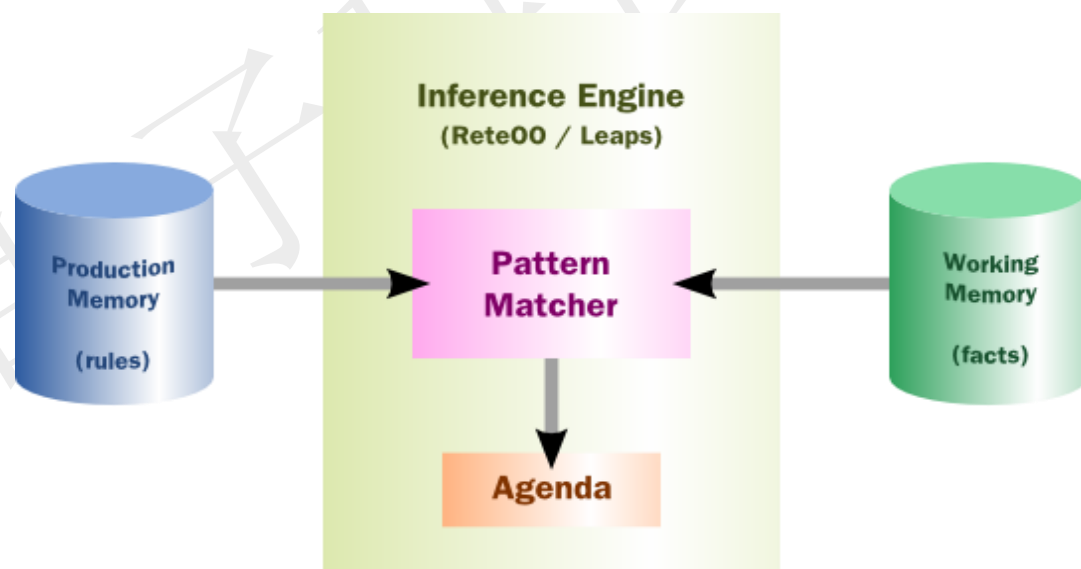 Inference Engine
(ReteOO / Leaps)
Production
Memory
(rules)
Pattern
Matcher
Working
Memory
(facts)
Agenda